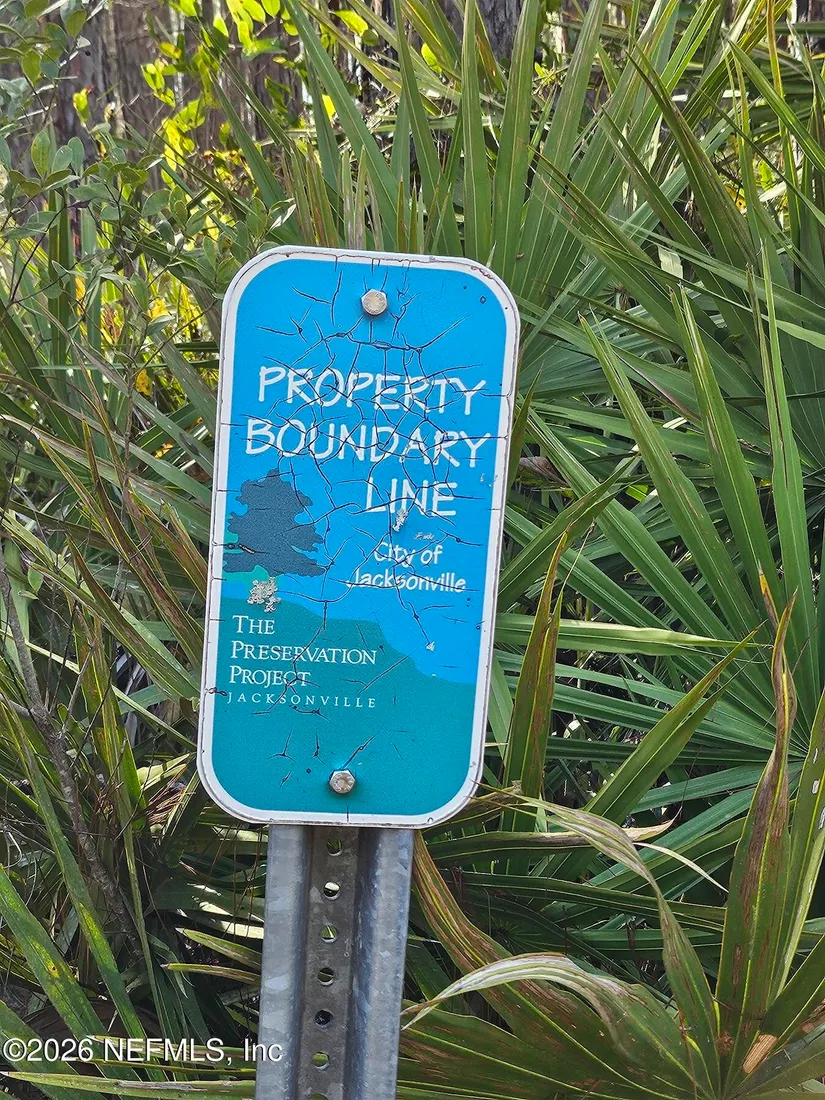 PROPERTY
BOUNDARY
LINE
City of
Jacksonville
THE
PRESERVATION
PROJECT
JACKSONVILLE
©2026 NEFMLS, Inc